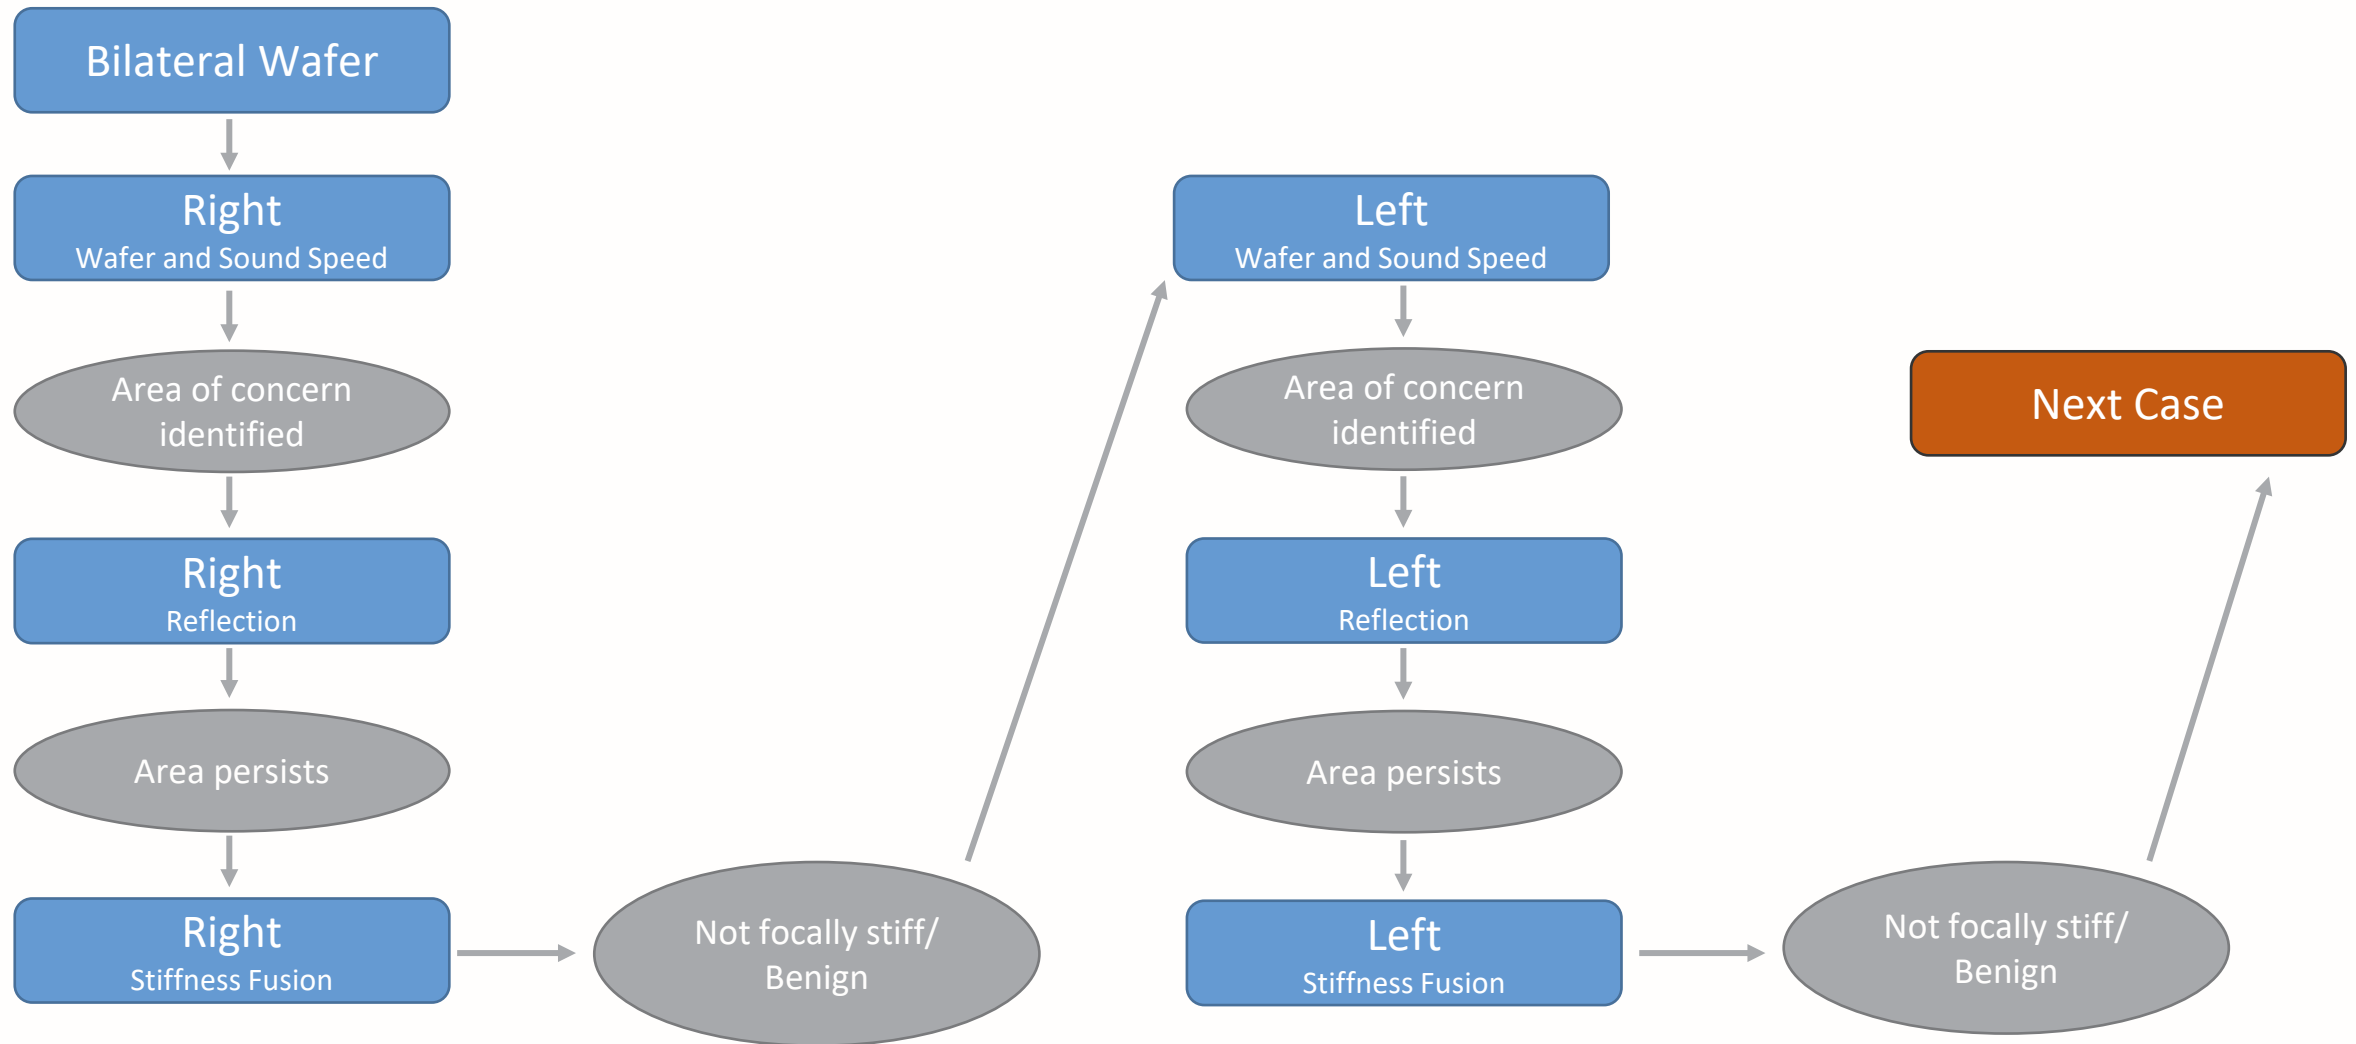 Bilateral Wafer
Right
Wafer and Sound Speed
Area of concern
identified
Right
Reflection
Area persists
Right
Stiffness Fusion
Not focally stiff/
Benign
Left
Wafer and Sound Speed
Area of concern
identified
Left
Reflection
Area persists
Left
Stiffness Fusion
Not focally stiff/
Benign
Next Case